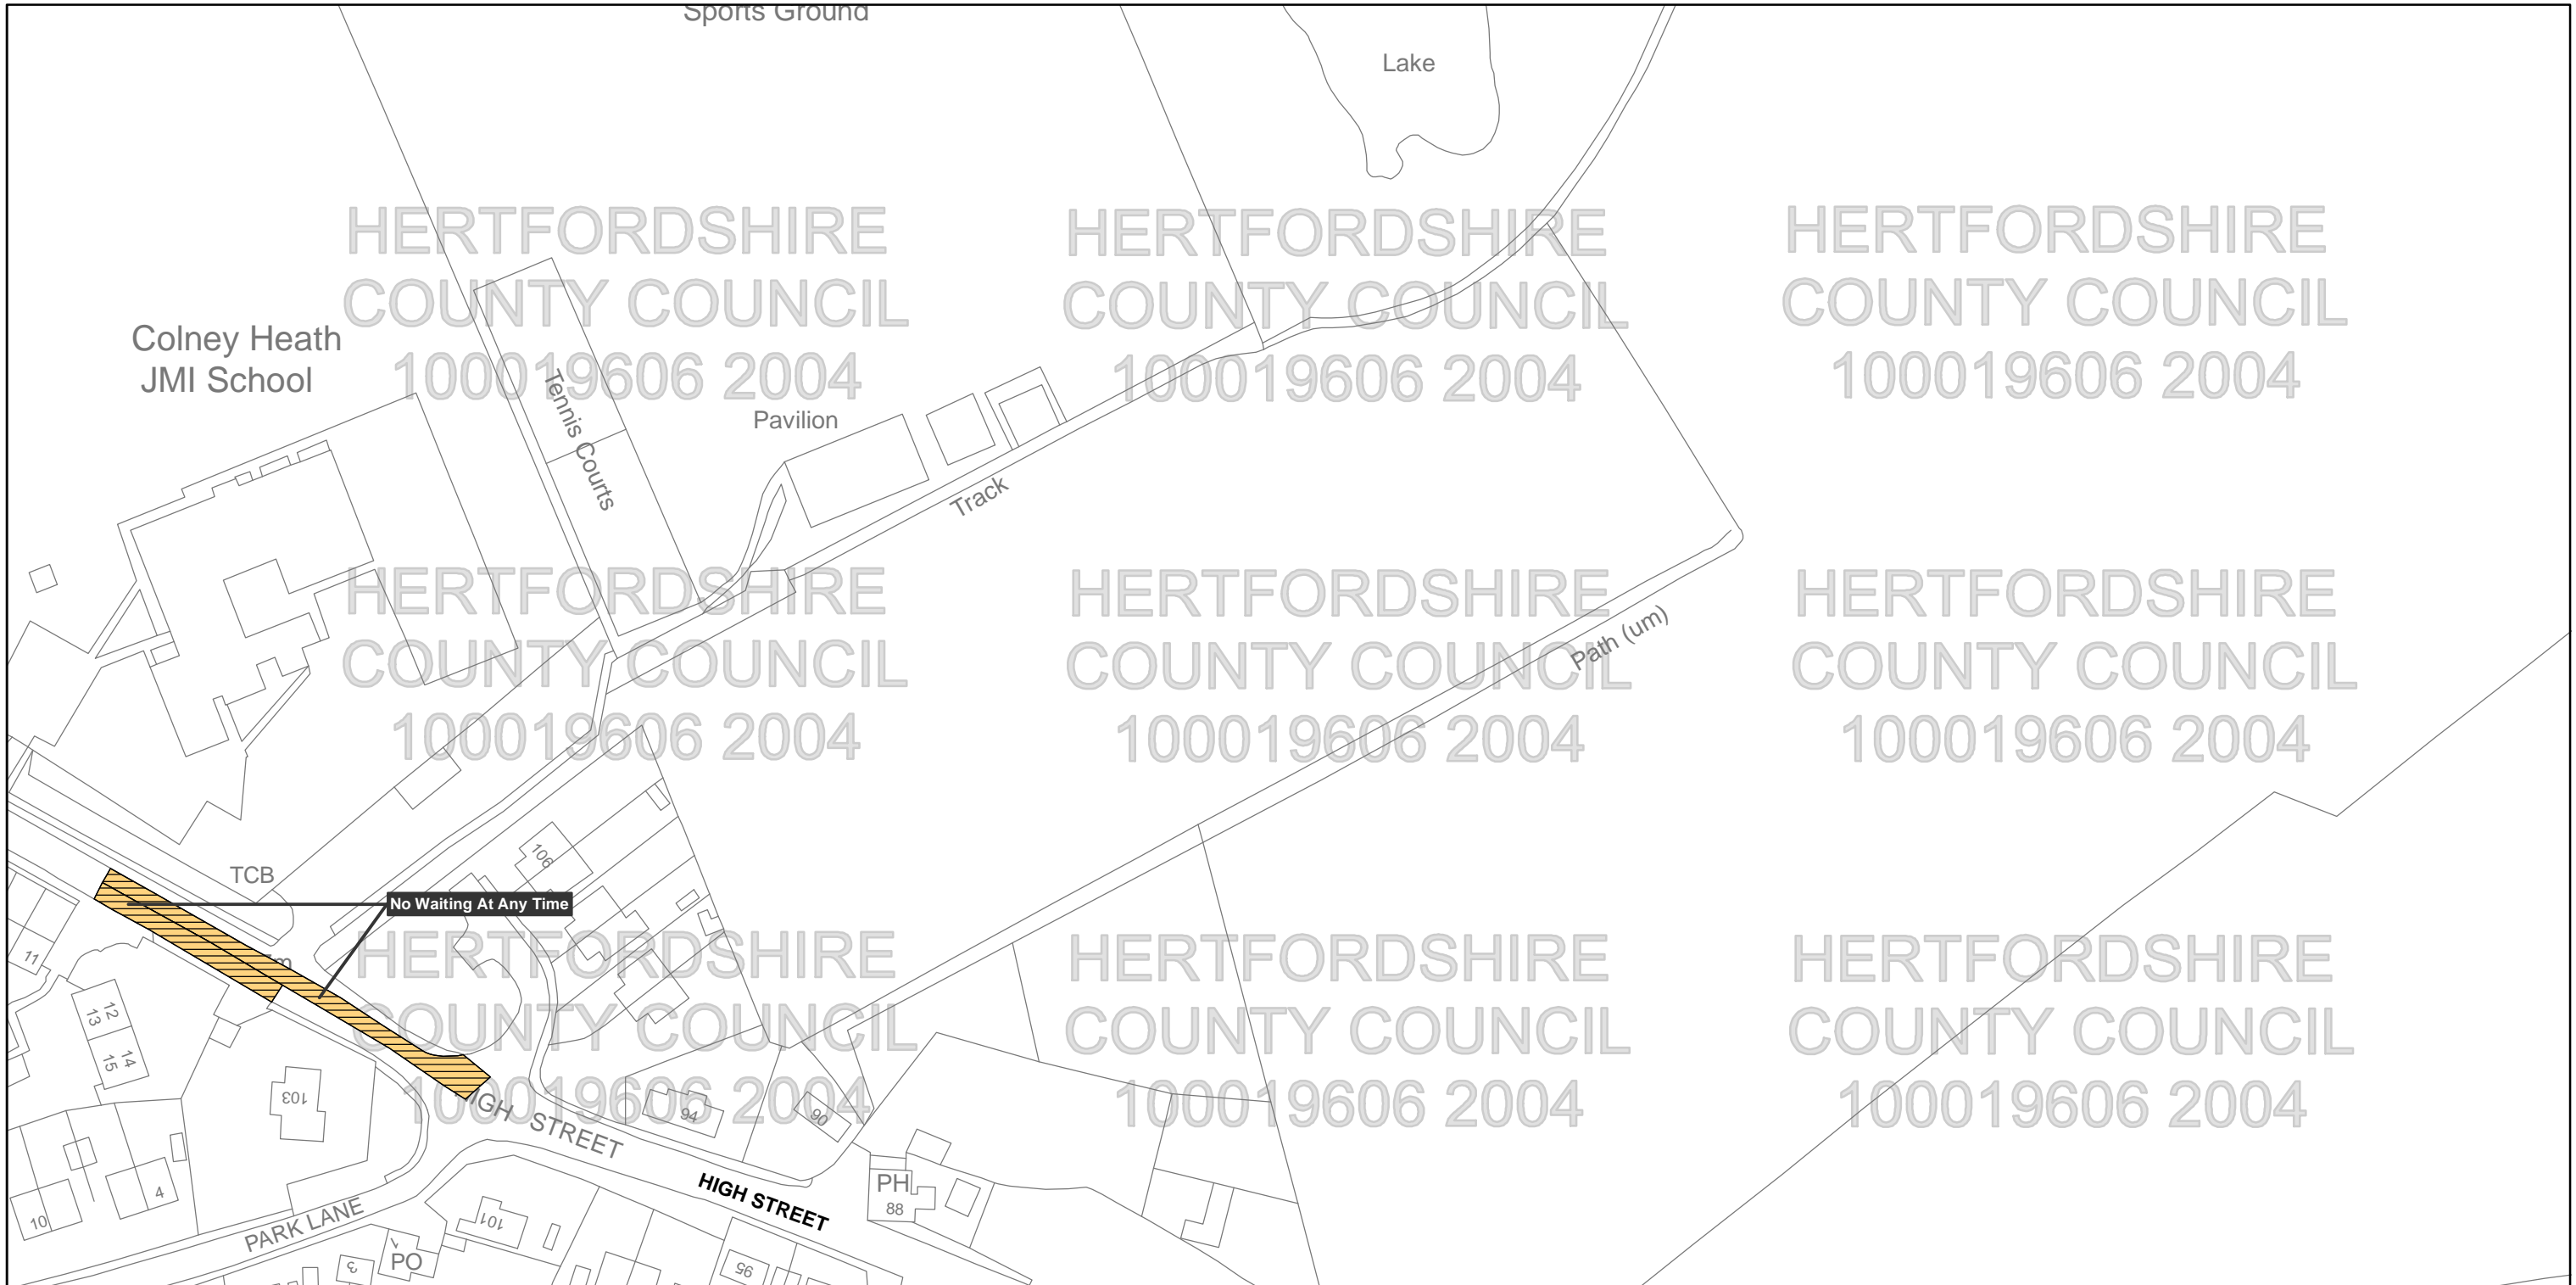 Sports Ground
Lake
HERTFORDSHIRE
COUNTY COUNCIL
100019606 2004
HERTFORDSHIRE
COUNTY COUNCIL
100019606 2004
HERTFORDSHIRE
COUNTY COUNCIL
100019606 2004
Colney Heath
JMI School
Tennis Courts
Pavilion
Track
HERTFORDSHIRE
COUNTY COUNCIL
100019606 2004
HERTFORDSHIRE
COUNTY COUNCIL
100019606 2004
HERTFORDSHIRE
COUNTY COUNCIL
100019606 2004
Path (um)
106
TCB
No Waiting At Any Time
HERTFORDSHIRE
COUNTY COUNCIL
100019606 2004
HERTFORDSHIRE
COUNTY COUNCIL
100019606 2004
HERTFORDSHIRE
COUNTY COUNCIL
100019606 2004
11
12
13
14
15
103
94
90
HIGH STREET
HIGH STREET
PH
88
4
10
PARK LANE
101
1
PO
3
95